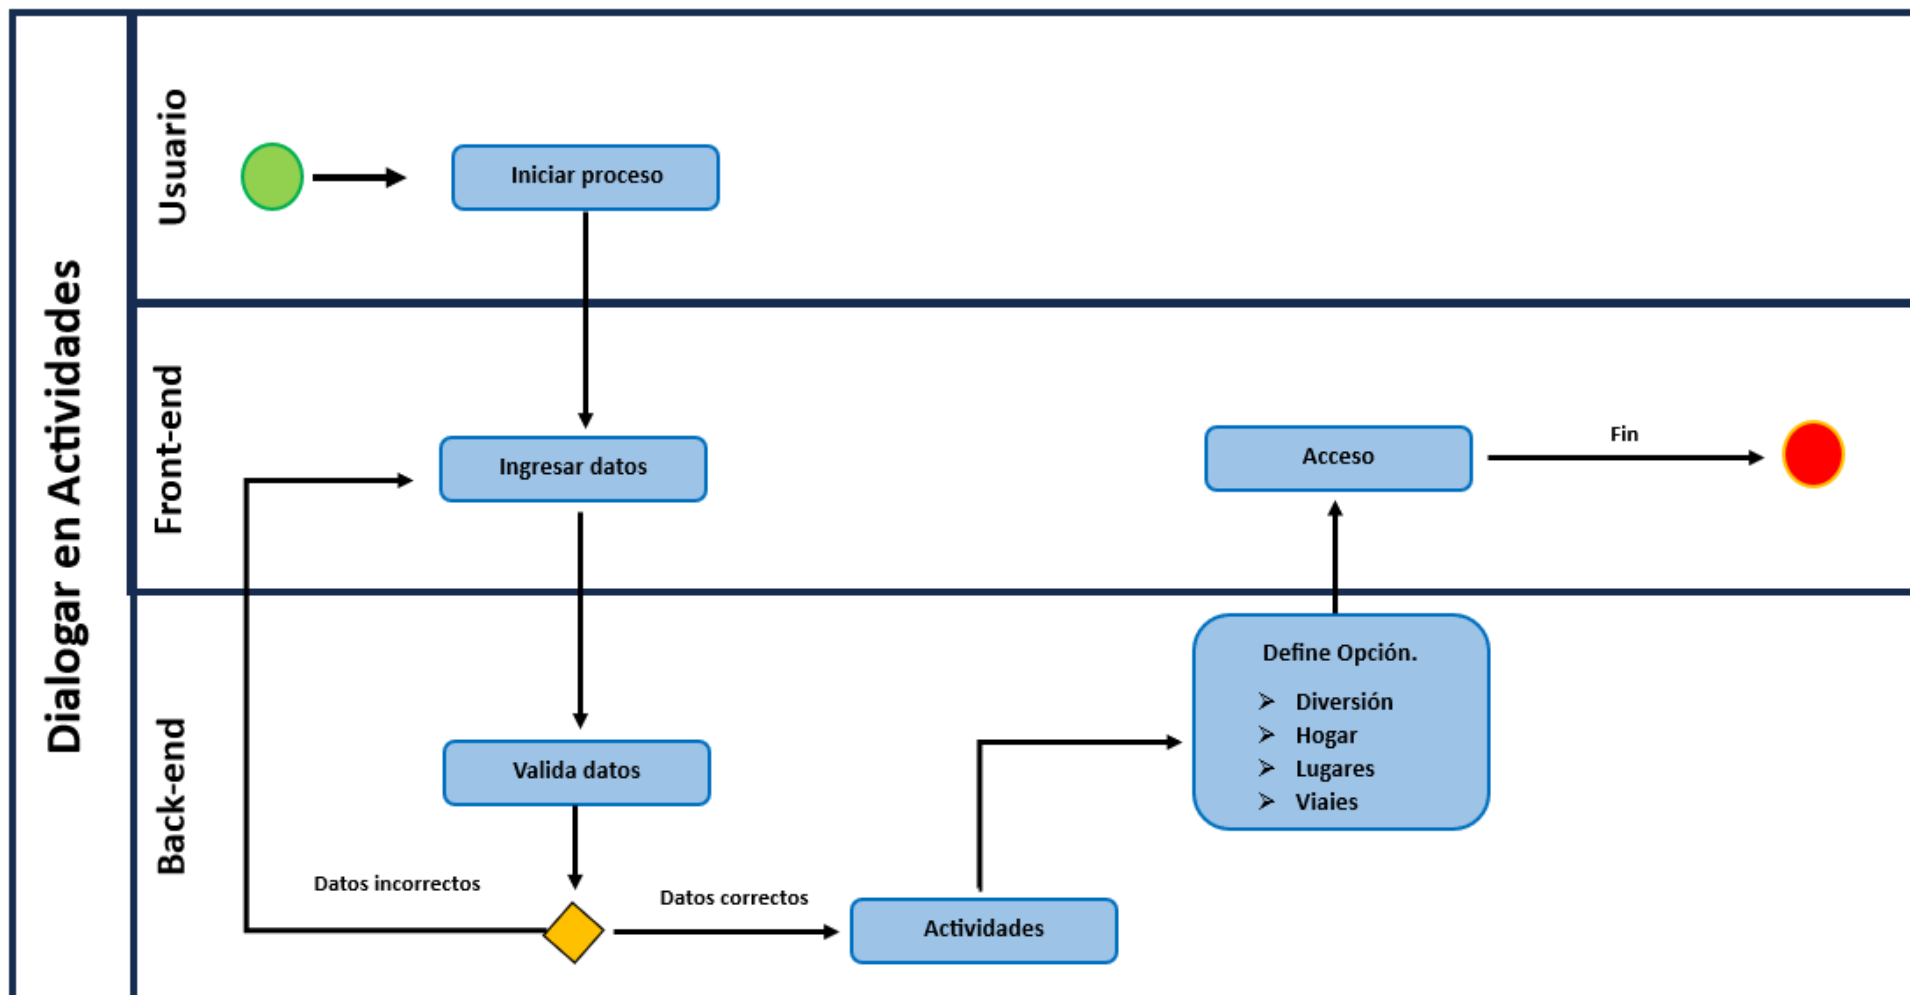 Dialogar en Actividades
Usuario
Iniciar proceso
Front-end
Ingresar datos
Acceso
Fin
Back-end
Valida datos
Define Opción.
➢ Diversión
➢ Hogar
➢ Lugares
➢ Viaies
Datos incorrectos
Datos correctos
Actividades